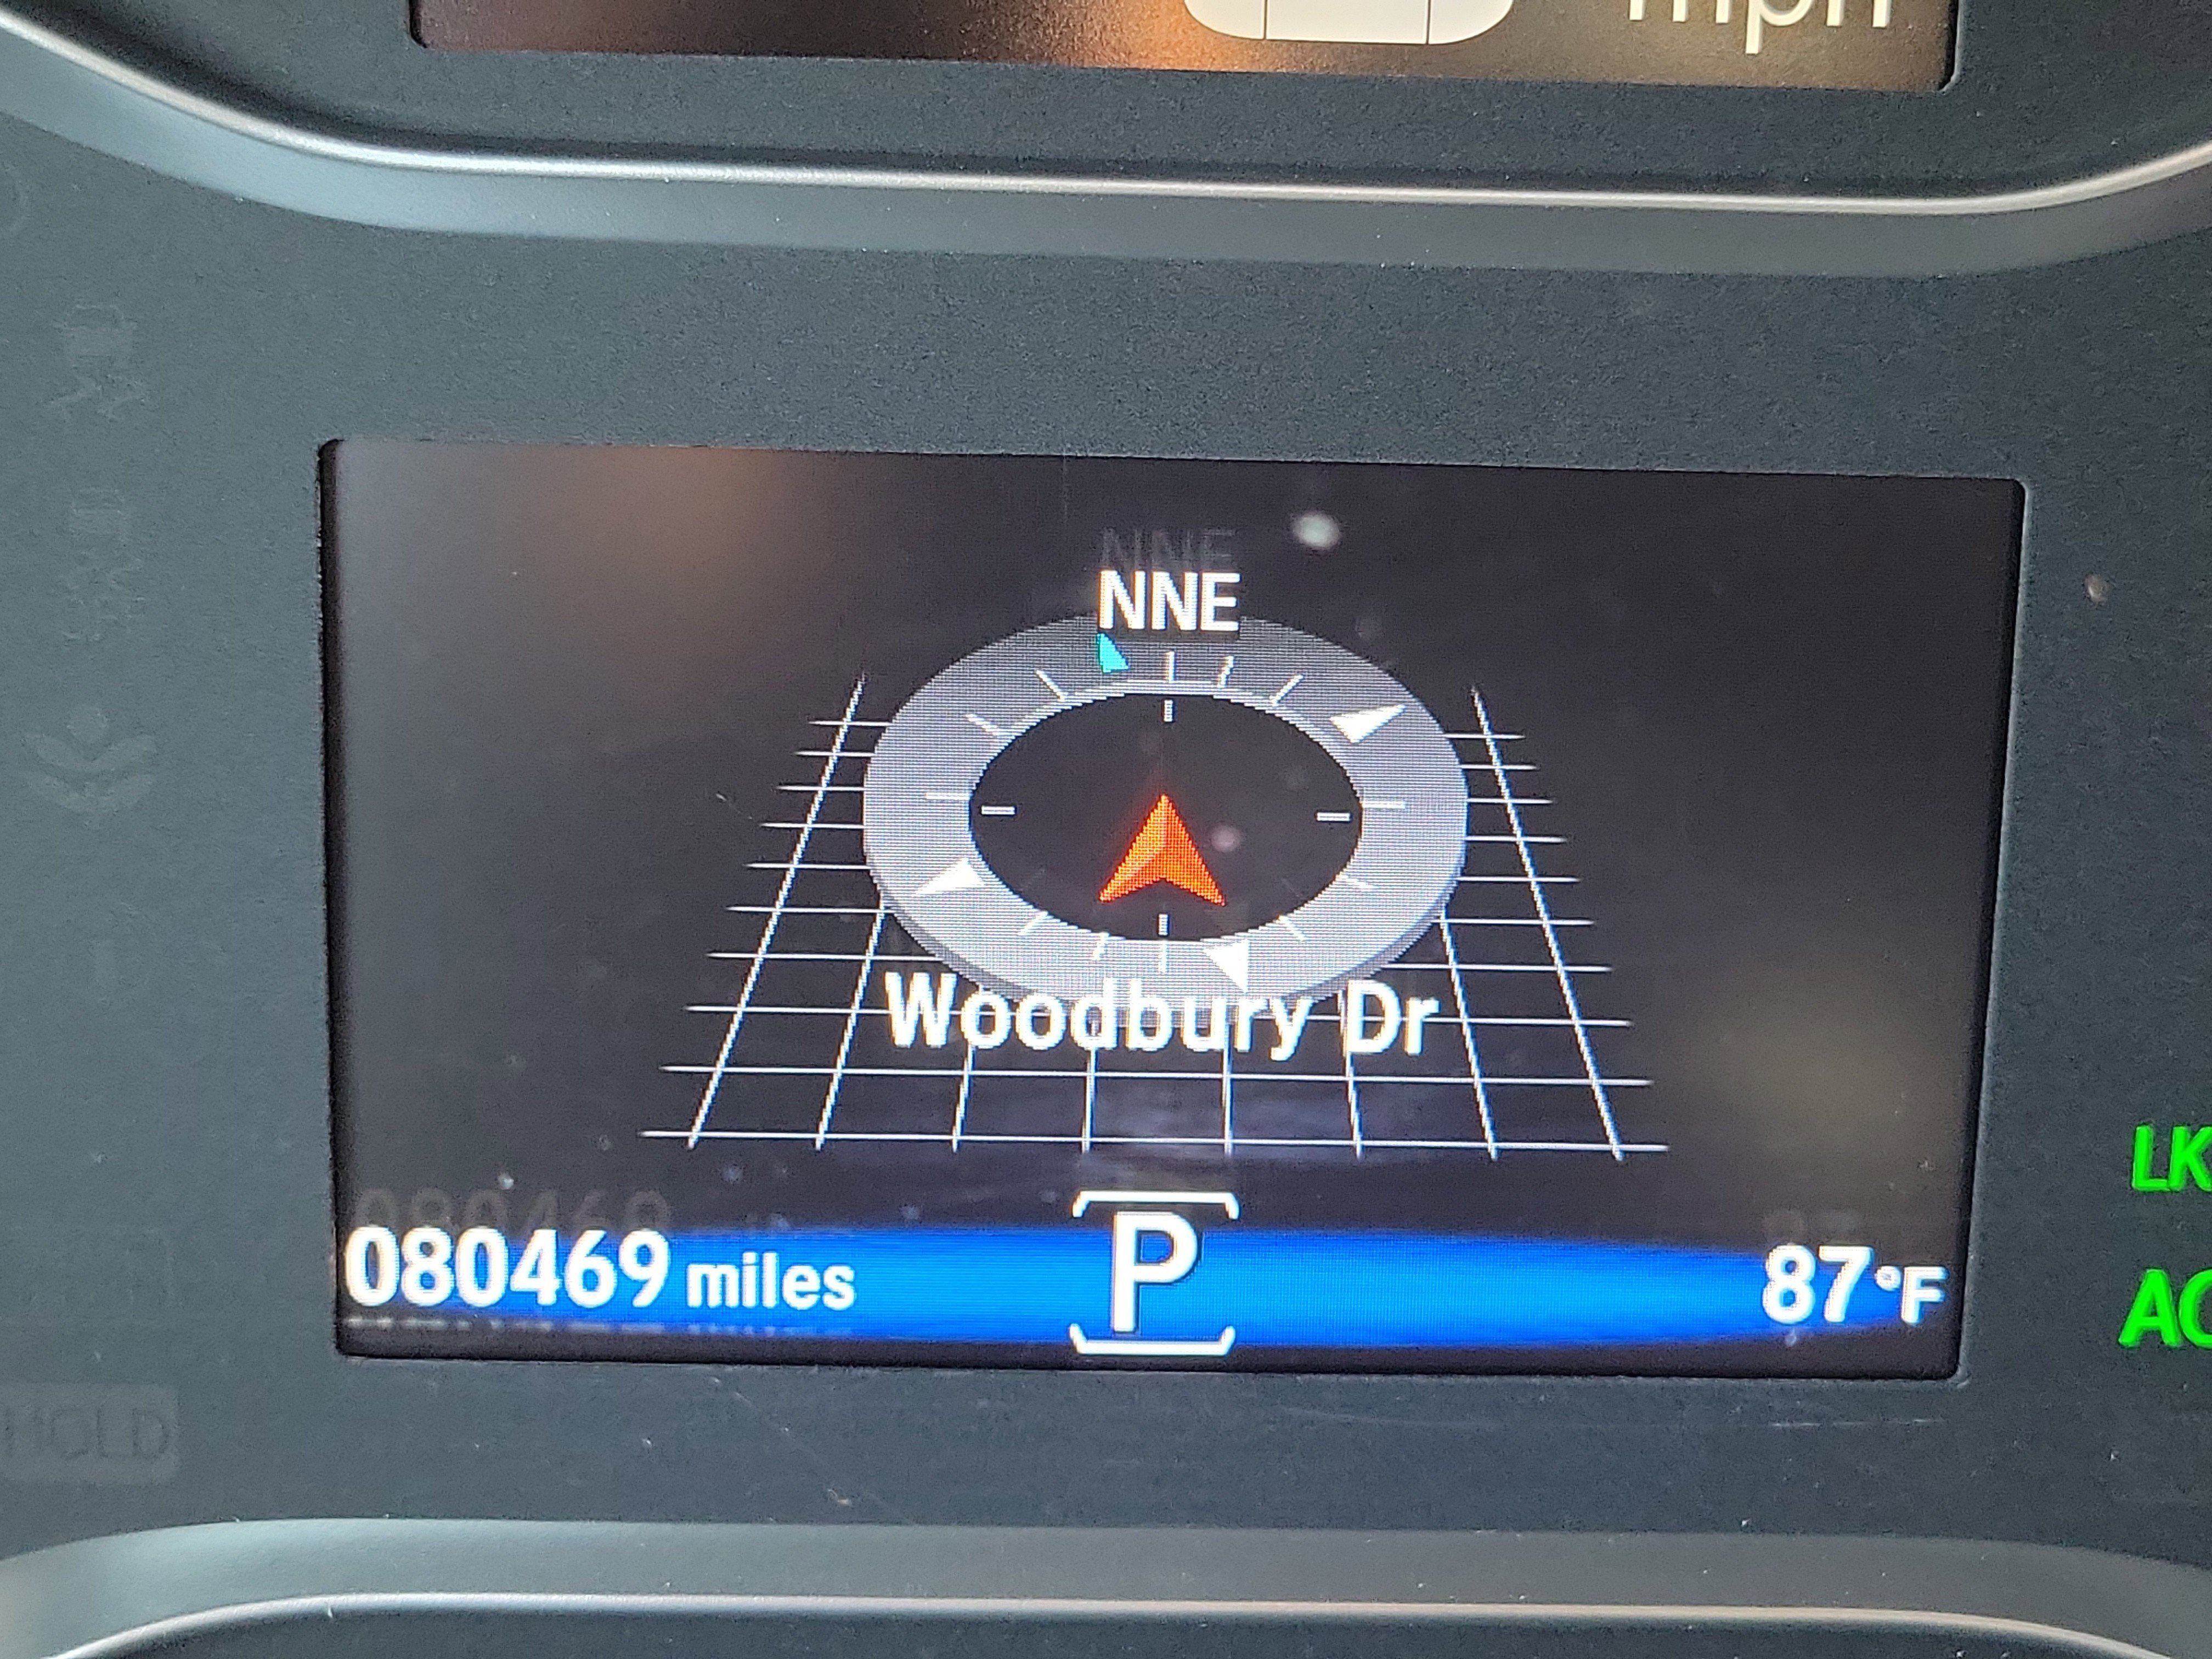 mph
NNE
Woodbury Dr
080469 miles
P
87°F
LK
AC
HOLD